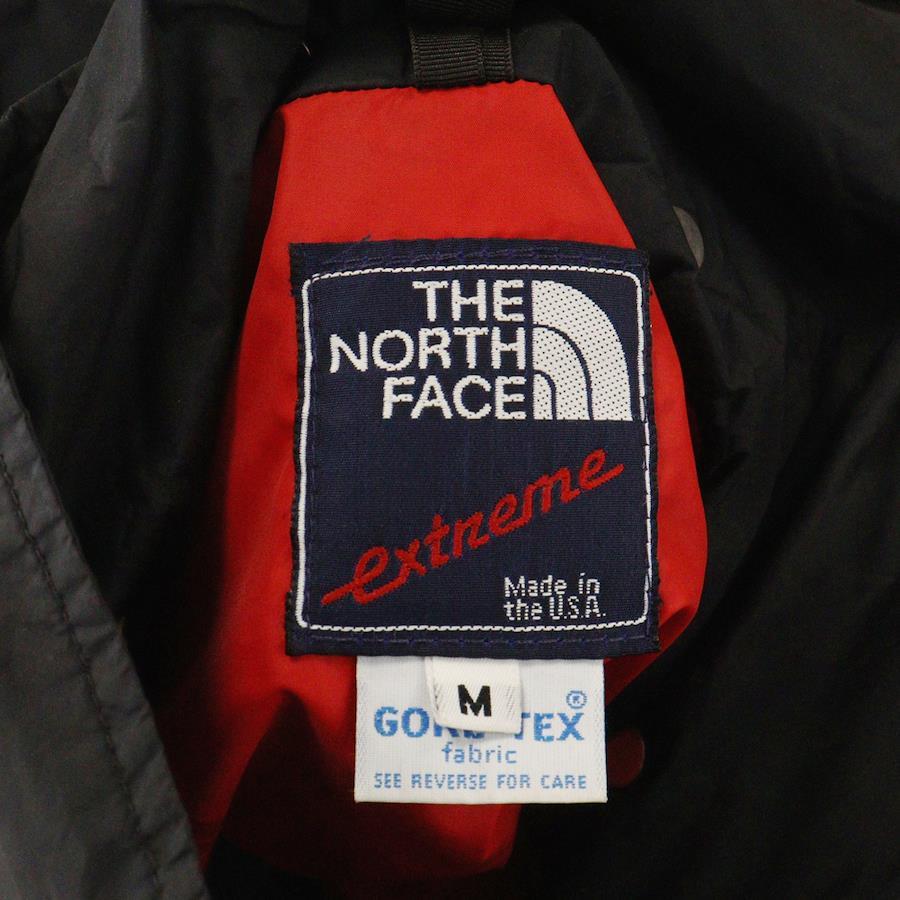 THE
NORTH
FACE
extreme
Made in
the U.S.A.
M
GORE-TEX®
fabric
SEE REVERSE FOR CARE